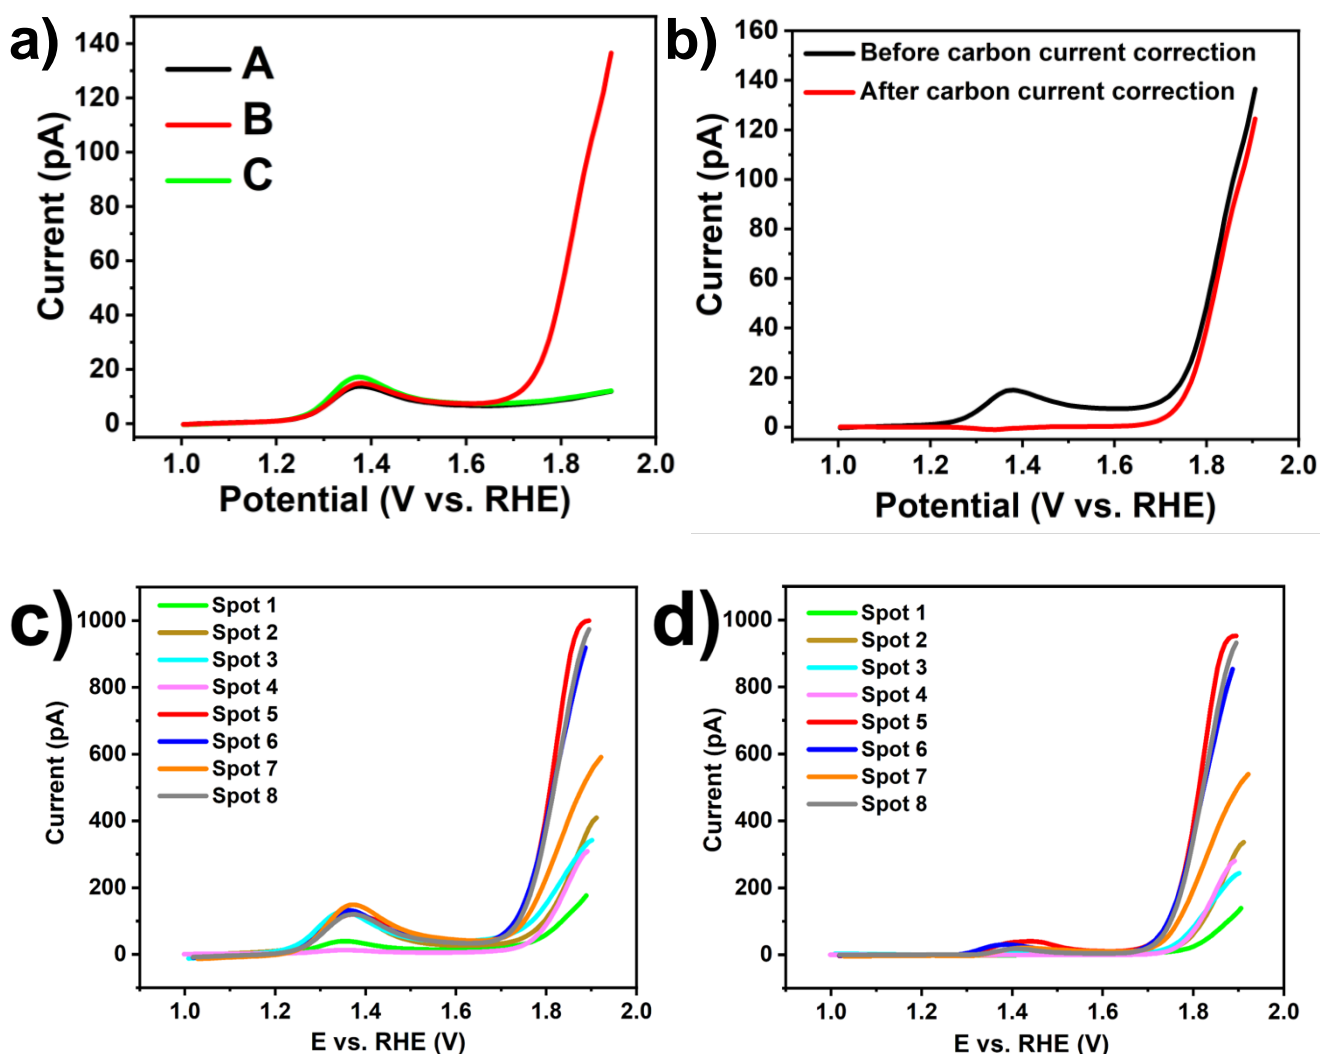 a)
A
B
C
140
120
100
80
60
40
20
0
1.0
1.2
1.4
1.6
1.8
2.0
Current (pA)
Potential (V vs. RHE)
b)
Before carbon current correction
After carbon current correction
160
140
120
100
80
60
40
20
0
1.0
1.2
1.4
1.6
1.8
2.0
Current (pA)
Potential (V vs. RHE)
c)
Spot 1
Spot 2
Spot 3
Spot 4
Spot 5
Spot 6
Spot 7
Spot 8
1000
800
600
400
200
0
1.0
1.2
1.4
1.6
1.8
2.0
Current (pA)
E vs. RHE (V)
d)
Spot 1
Spot 2
Spot 3
Spot 4
Spot 5
Spot 6
Spot 7
Spot 8
1000
800
600
400
200
0
1.0
1.2
1.4
1.6
1.8
2.0
Current (pA)
E vs. RHE (V)